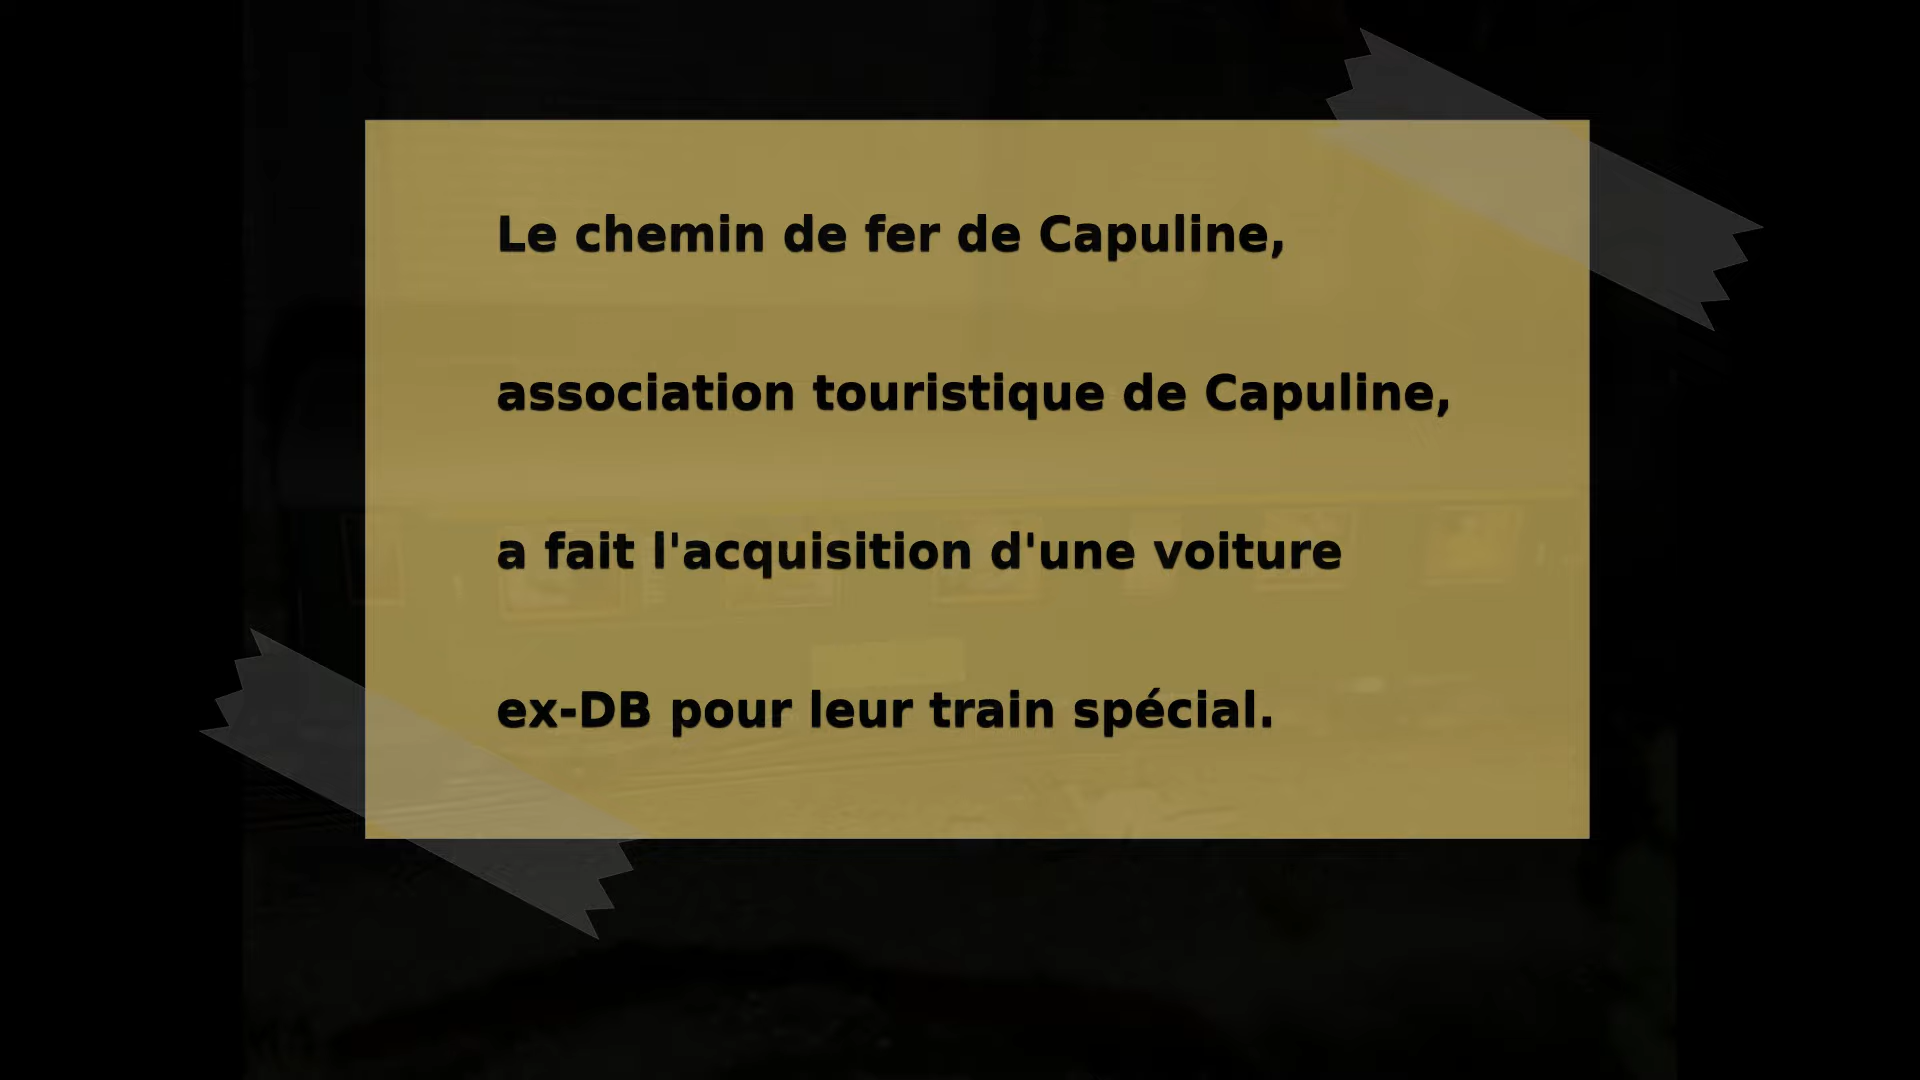 Le chemin de fer de Capuline,
association touristique de Capuline,
a fait l'acquisition d'une voiture
ex-DB pour leur train spécial.